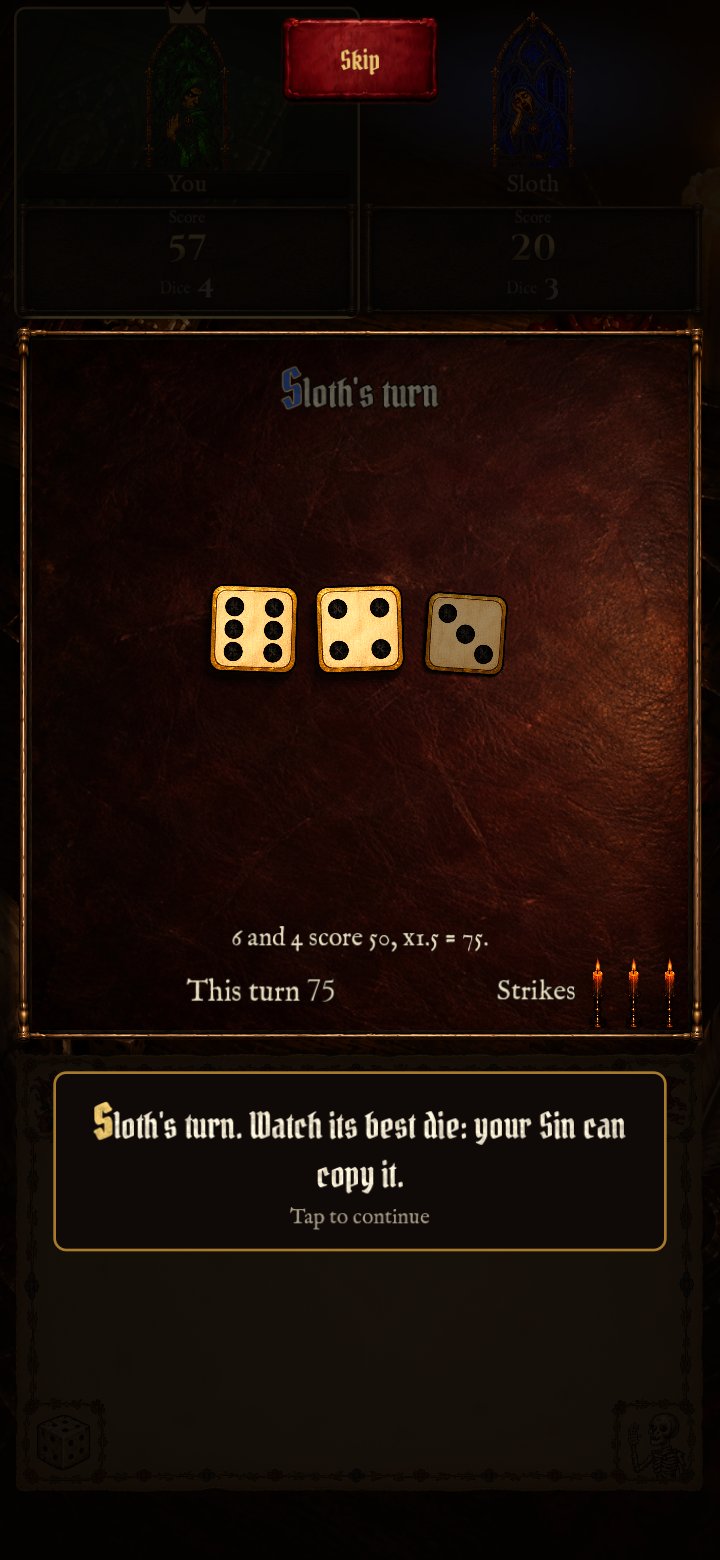 Skip
You
Sloth
Score
57
Dice 4
Score
20
Dice 3
Sloth's turn
6 and 4 score 50, x1.5 = 75.
This turn 75
Strikes
Sloth's turn. Watch its best die: your Sin can
copy it.
Tap to continue